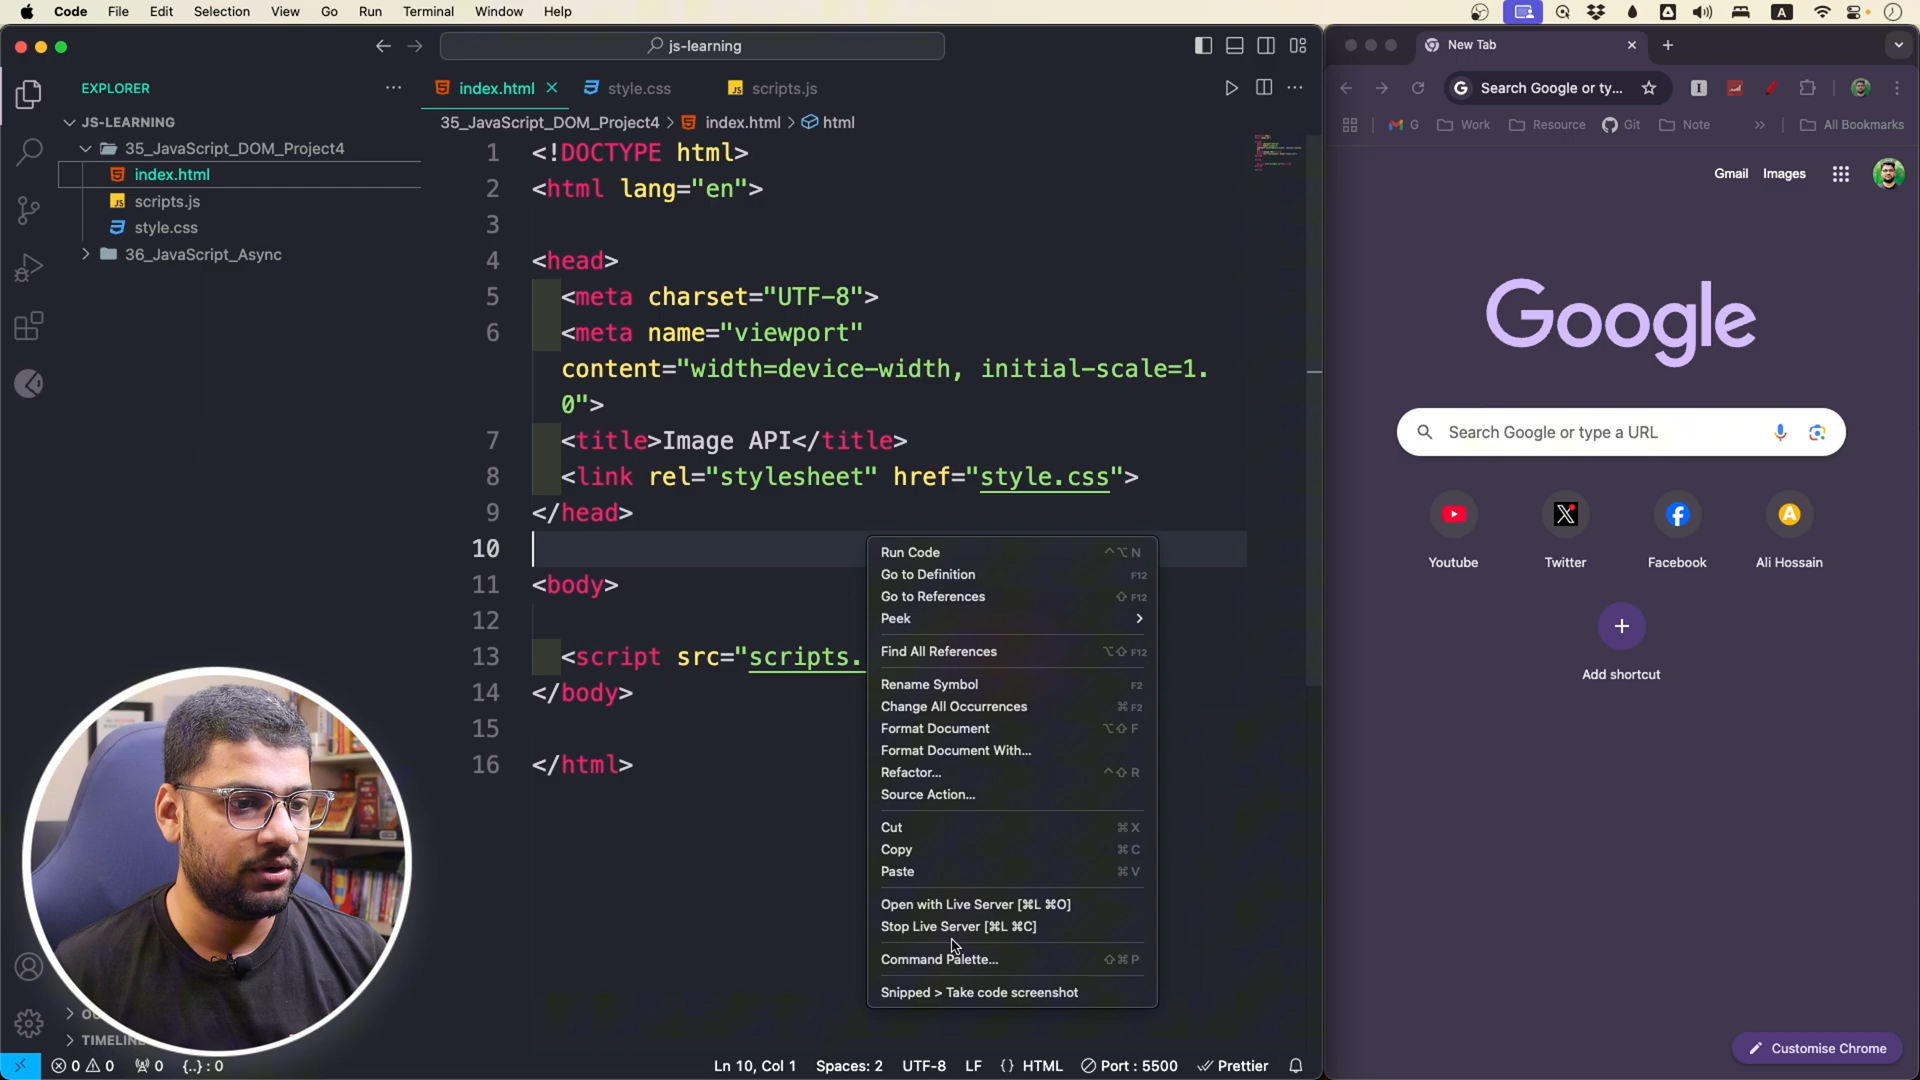 Code File Edit Selection View Go Run Terminal Window Help
A
js-learning
EXPLORER
JS-LEARNING
35_JavaScript_DOM_Project4
index.html
JS scripts.js
style.css
36_JavaScript_Async
TIMELINE
index.html
style.css
JS scripts.js
35_JavaScript_DOM_Project4 > index.html > html
1 <!DOCTYPE html>
2 <html lang="en">
3
4 <head>
5 <meta charset="UTF-8">
6 <meta name="viewport"
content="width=device-width, initial-scale=1.
0">
7 <title>Image API</title>
8 <link rel="stylesheet" href="style.css">
9 </head>
10
11 <body>
12
13 <script src="scripts.
14 </body>
15
16 </html>
Run Code ^⌥N
Go to Definition F12
Go to References ⇧F12
Peek
Find All References ⌥⇧F12
Rename Symbol F2
Change All Occurrences ⌘F2
Format Document ⌥⇧F
Format Document With...
Refactor... ^⇧R
Source Action...
Cut ⌘X
Copy ⌘C
Paste ⌘V
Open with Live Server [⌘L ⌘O]
Stop Live Server [⌘L ⌘C]
Command Palette... ⇧⌘P
Snipped > Take code screenshot
0 0 0 {..} : 0
Ln 10, Col 1 Spaces: 2 UTF-8 LF {} HTML Port : 5500 Prettier
New Tab
G Search Google or ty...
G Work Resource Git Note » All Bookmarks
Gmail Images
Google
Search Google or type a URL
Youtube Twitter Facebook Ali Hossain
Add shortcut
Customise Chrome